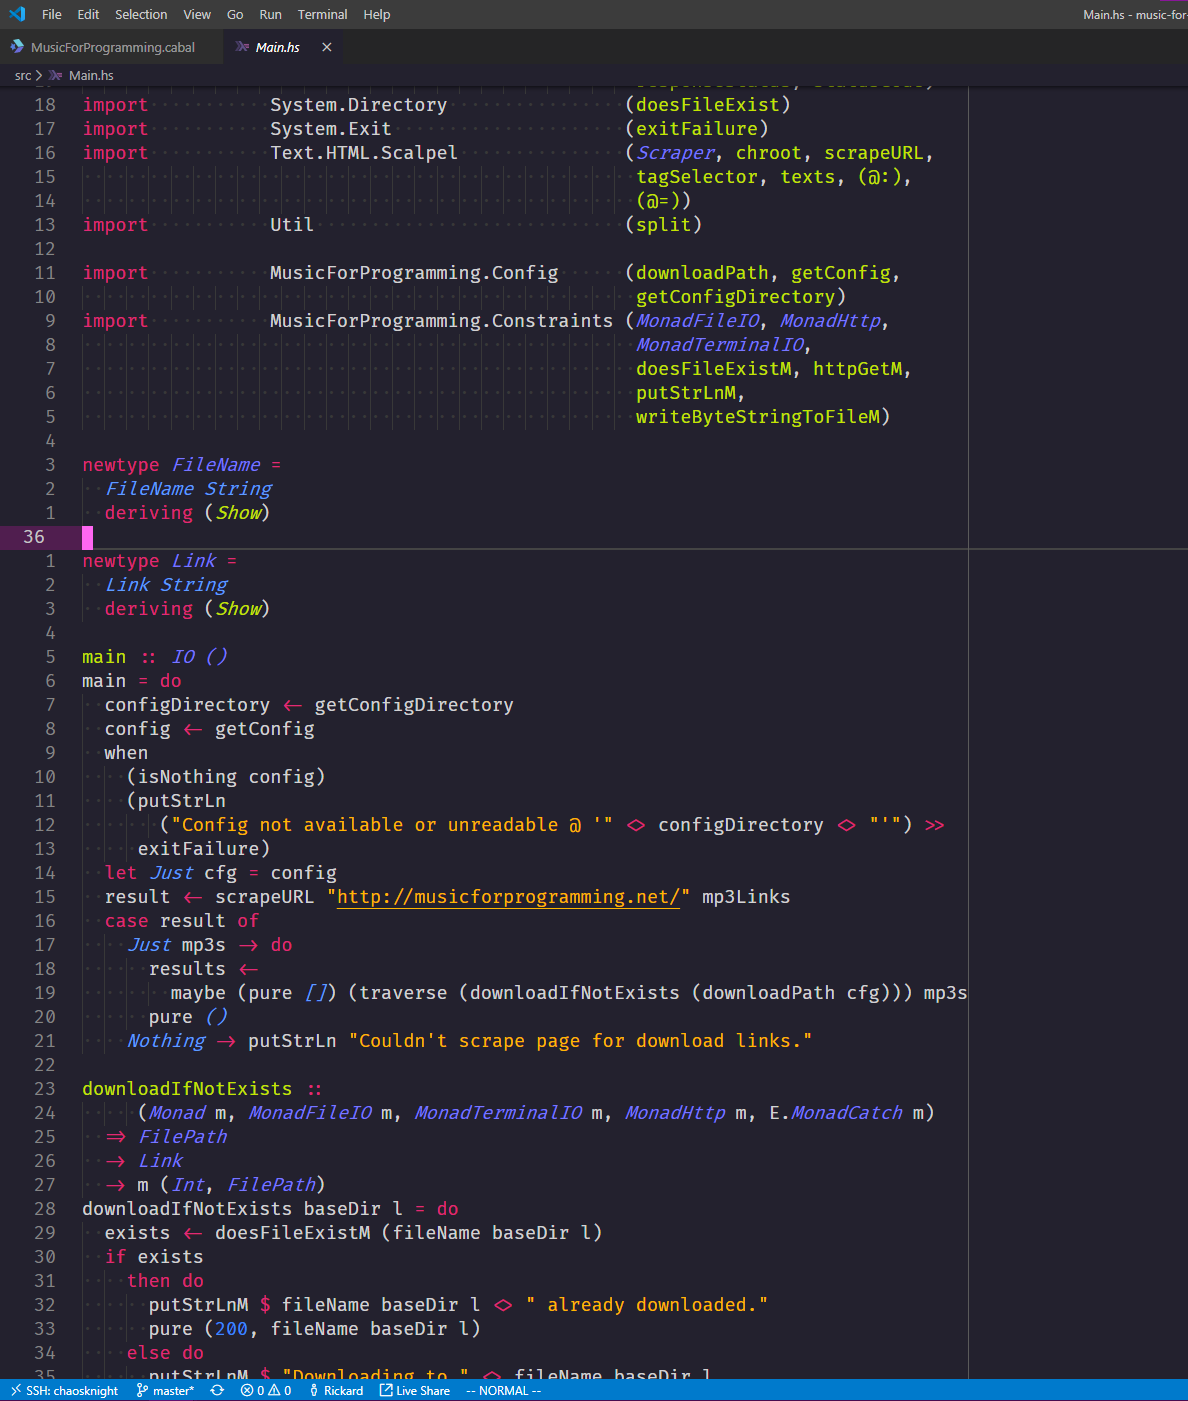 File Edit Selection View Go Run Terminal Help Main.hs - music-for-
MusicForProgramming.cabal Main.hs ×
src > Main.hs
18 import System.Directory (doesFileExist)
17 import System.Exit (exitFailure)
16 import Text.HTML.Scalpel (Scraper, chroot, scrapeURL,
15 tagSelector, texts, (@:),
14 (@=))
13 import Util (split)
12
11 import MusicForProgramming.Config (downloadPath, getConfig,
10 getConfigDirectory)
9 import MusicForProgramming.Constraints (MonadFileIO, MonadHttp,
8 MonadTerminalIO,
7 doesFileExistM, httpGetM,
6 putStrLnM,
5 writeByteStringToFileM)
4
3 newtype FileName =
2 FileName String
1 deriving (Show)
36
1 newtype Link =
2 Link String
3 deriving (Show)
4
5 main :: IO ()
6 main = do
7 configDirectory <- getConfigDirectory
8 config <- getConfig
9 when
10 (isNothing config)
11 (putStrLn
12 ("Config not available or unreadable @ '" <> configDirectory <> "'") >>
13 exitFailure)
14 let Just cfg = config
15 result <- scrapeURL "http://musicforprogramming.net/" mp3Links
16 case result of
17 Just mp3s -> do
18 results <-
19 maybe (pure []) (traverse (downloadIfNotExists (downloadPath cfg))) mp3s
20 pure ()
21 Nothing -> putStrLn "Couldn't scrape page for download links."
22
23 downloadIfNotExists ::
24 (Monad m, MonadFileIO m, MonadTerminalIO m, MonadHttp m, E.MonadCatch m)
25 => FilePath
26 -> Link
27 -> m (Int, FilePath)
28 downloadIfNotExists baseDir l = do
29 exists <- doesFileExistM (fileName baseDir l)
30 if exists
31 then do
32 putStrLnM $ fileName baseDir l <> " already downloaded."
33 pure (200, fileName baseDir l)
34 else do
35 putStrLnM $ "Downloading to " <> fileName baseDir l
SSH: chaosknight master* 0 0 Rickard Live Share -- NORMAL --